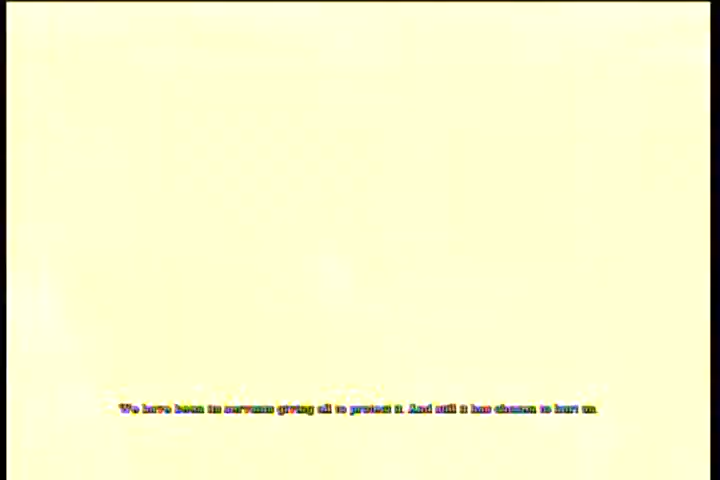 We have been its servants giving all to protect it. And still it has chosen to hurt us.